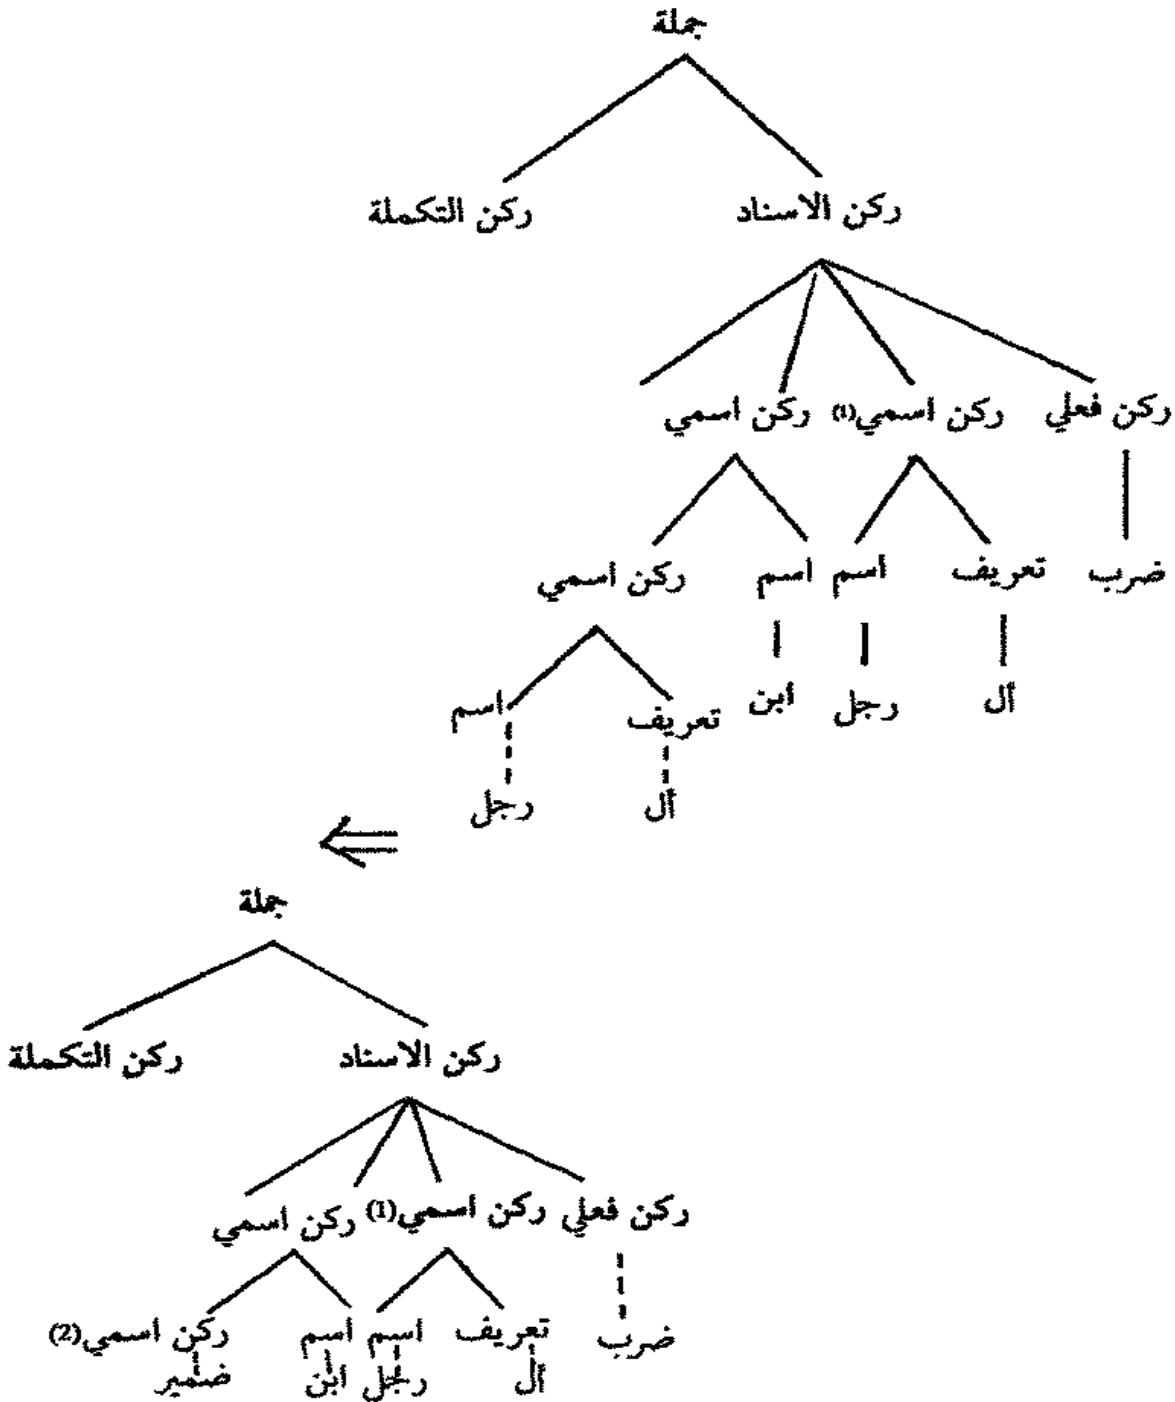 جملة
ركن الاسناد ركن التكملة
ركن فعلي ركن اسمي(1) ركن اسمي
ضرب تعريف اسم اسم ركن اسمي
أل رجل ابن تعريف اسم
أل رجل
جملة
ركن الاسناد ركن التكملة
ركن فعلي ركن اسمي(1) ركن اسمي
ضرب تعريف اسم اسم ركن اسمي(2)
أل رجل ابن ضمير